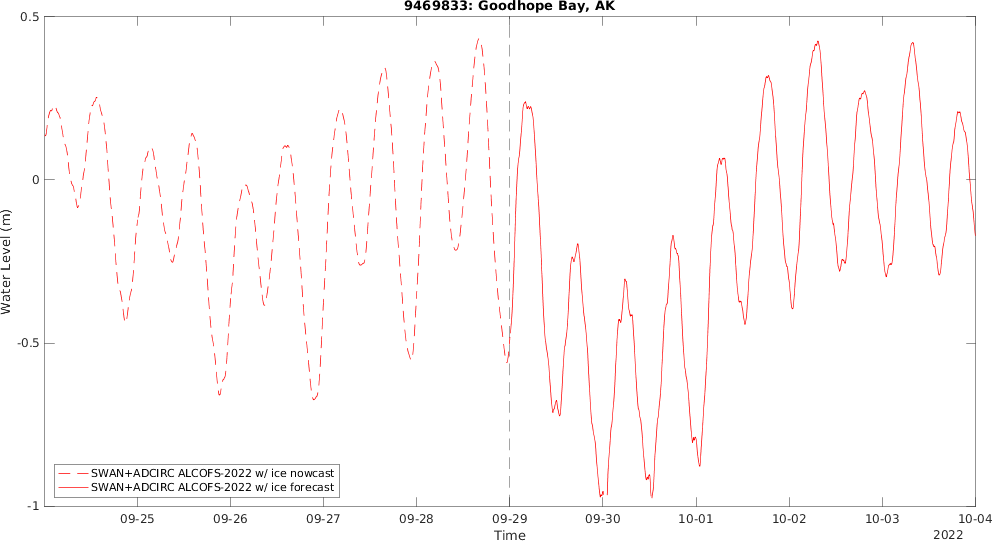 9469833: Goodhope Bay, AK
0.5
0
-0.5
-1
Water Level (m)
SWAN+ADCIRC ALCOFS-2022 w/ ice nowcast
SWAN+ADCIRC ALCOFS-2022 w/ ice forecast
09-25 09-26 09-27 09-28 09-29 09-30 10-01 10-02 10-03 10-04
Time
2022